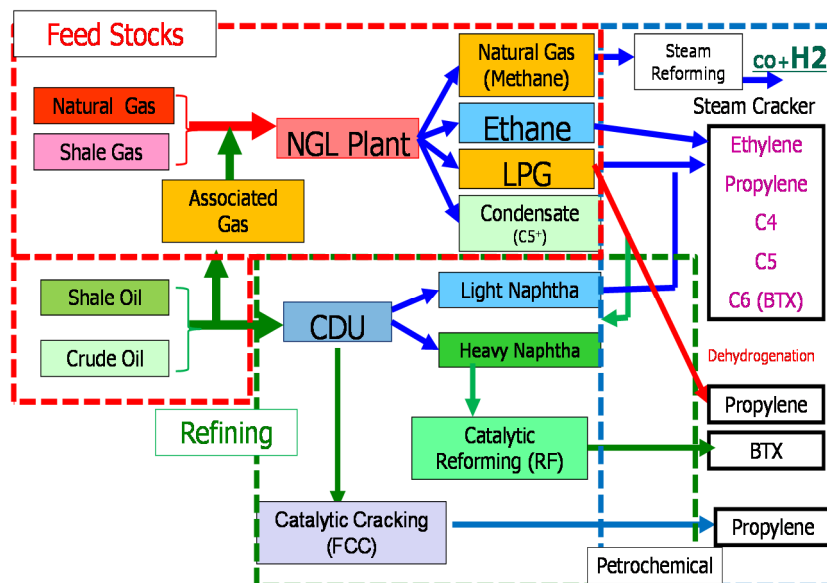 Feed Stocks
Natural Gas
Shale Gas
Associated
Gas
NGL Plant
Natural Gas
(Methane)
Ethane
LPG
Condensate
(C5+)
Steam
Reforming
CO+H2
Steam Cracker
Ethylene
Propylene
C4
C5
C6 (BTX)
Shale Oil
Crude Oil
CDU
Light Naphtha
Heavy Naphtha
Dehydrogenation
Propylene
Refining
Catalytic
Reforming (RF)
BTX
Catalytic Cracking
(FCC)
Propylene
Petrochemical